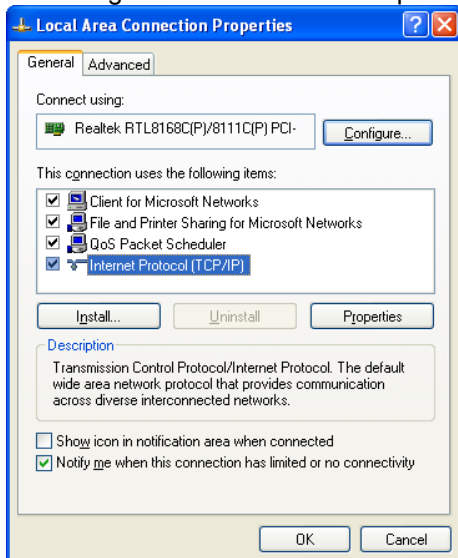 Local Area Connection Properties
General Advanced
Connect using:
Realtek RTL8168C(P)/8111C(P) PCI-
Configure...
This connection uses the following items:
Client for Microsoft Networks
File and Printer Sharing for Microsoft Networks
QoS Packet Scheduler
Internet Protocol (TCP/IP)
Install... Uninstall Properties
Description
Transmission Control Protocol/Internet Protocol. The default
wide area network protocol that provides communication
across diverse interconnected networks.
Show icon in notification area when connected
Notify me when this connection has limited or no connectivity
OK Cancel